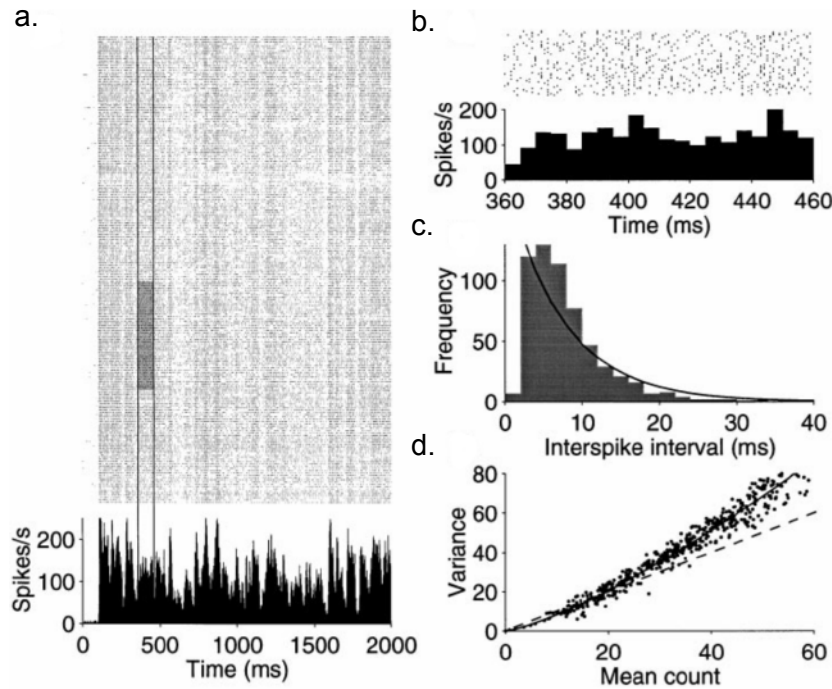 a.
200
100
0
Spikes/s
0 500 1000 1500 2000
Time (ms)
b.
200
100
0
Spikes/s
360 380 400 420 440 460
Time (ms)
c.
100
50
0
Frequency
0 10 20 30 40
Interspike interval (ms)
d.
80
60
40
20
0
Variance
0 20 40 60
Mean count